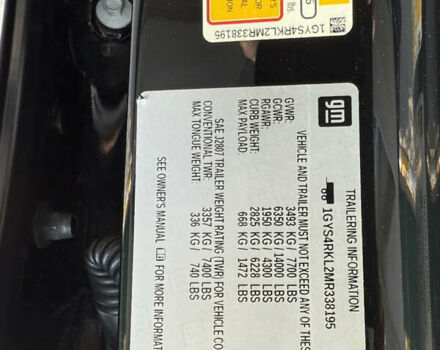 1GYS4RKL2MR338195
gm
TRAILERING INFORMATION
1GYS4RKL2MR338195
VEHICLE AND TRAILER MUST NOT EXCEED ANY OF THES
GVWR: 3493 KG / 7700 LBS
GCWR: 6350 KG / 14000 LBS
RGAWR: 1950 KG / 4300 LBS
CURB WEIGHT: 2825 KG / 6228 LBS
MAX PAYLOAD: 668 KG / 1472 LBS
SAE J2807 TRAILER WEIGHT RATING (TWR) FOR VEHICLE CO
CONVENTIONAL TWR: 3357 KG / 7400 LBS
MAX TONGUE WEIGHT: 336 KG / 740 LBS
SEE OWNER'S MANUAL FOR MORE INFORMAT